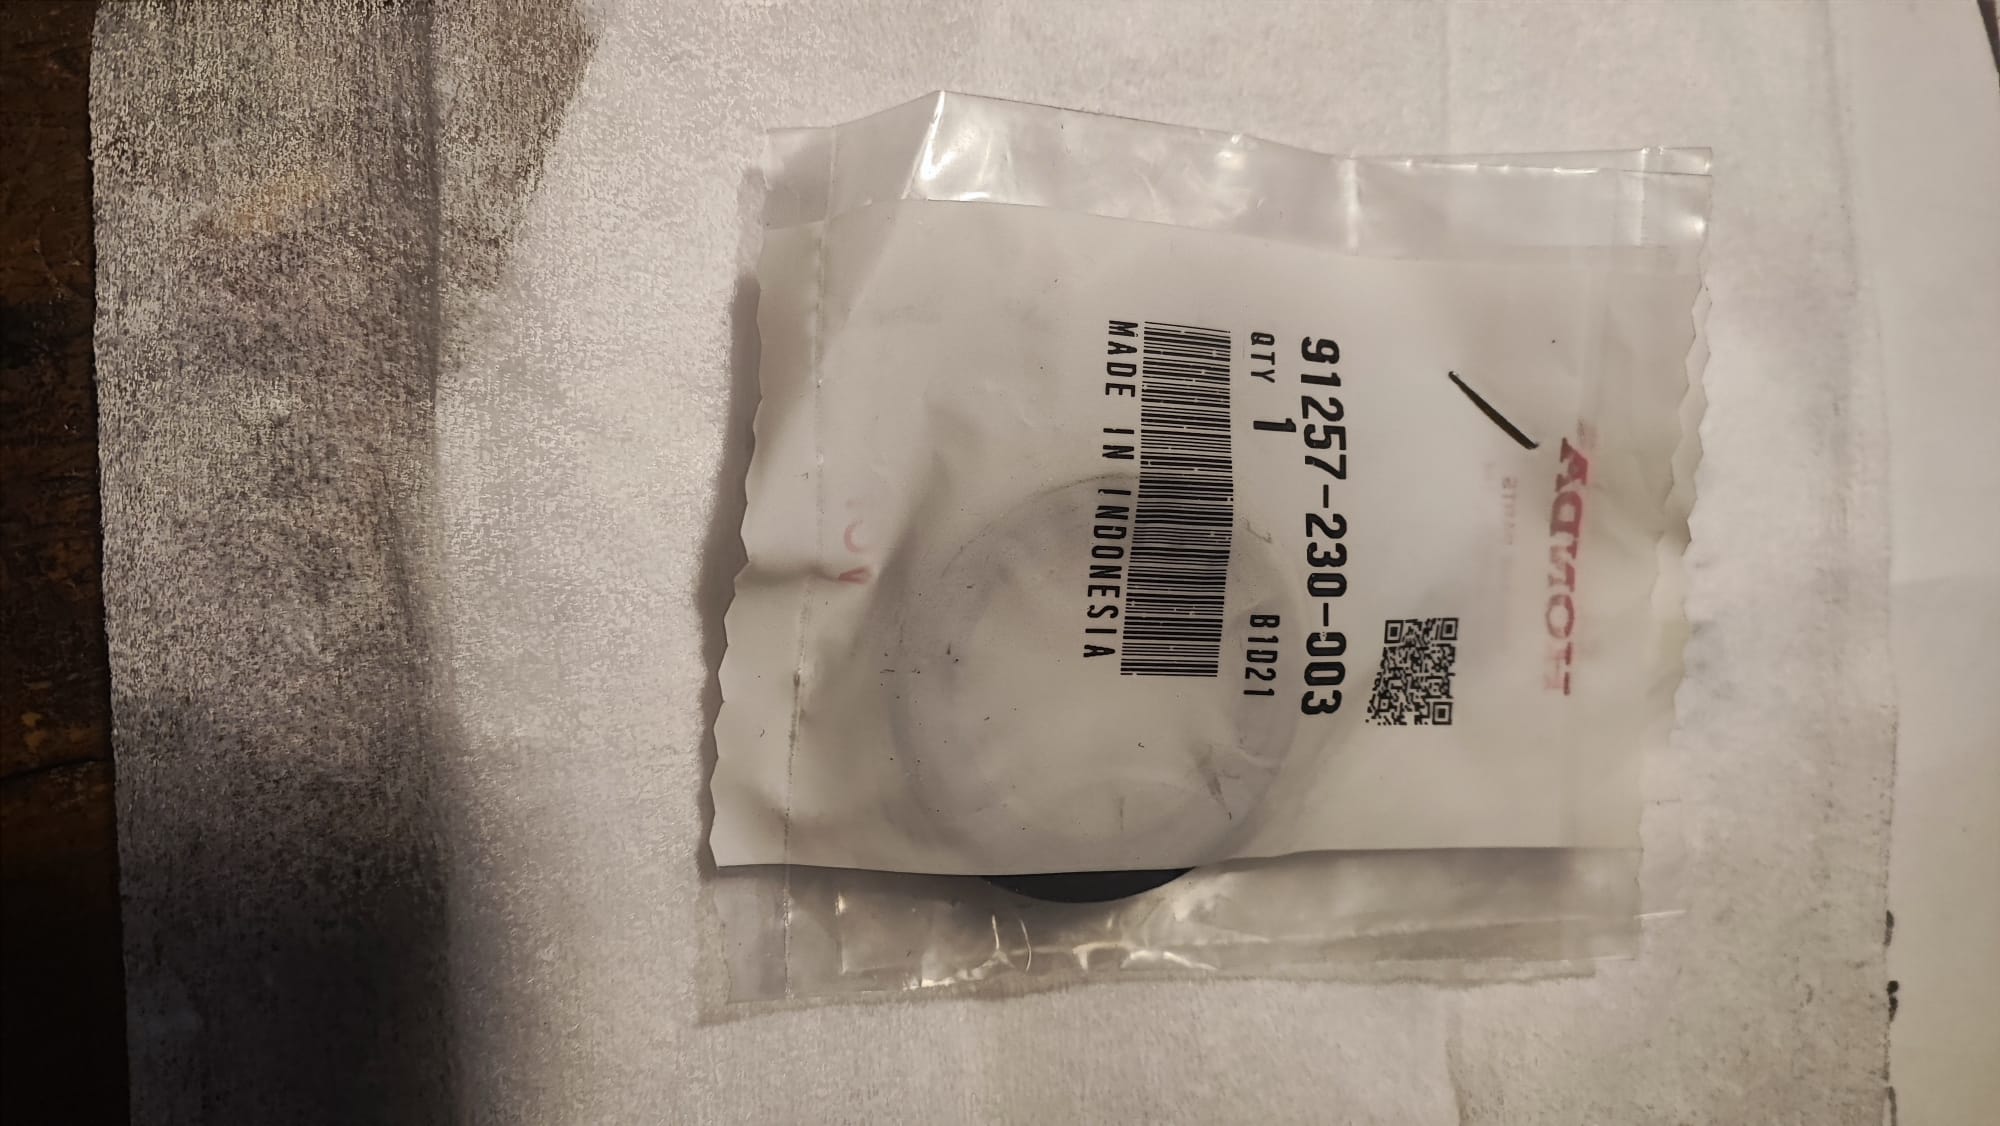 HONDA
91257-230-003
QTY 1 B1D21
MADE IN INDONESIA